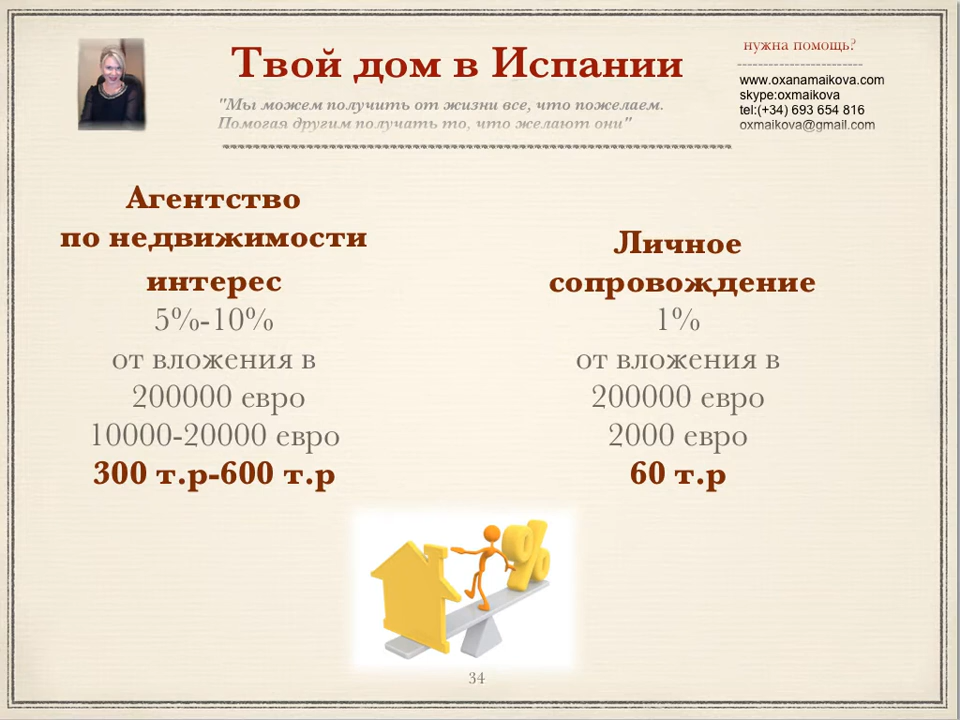 Твой дом в Испании
"Мы можем получить от жизни все, что пожелаем.
Помогая другим получать то, что желают они"
нужна помощь?
------------------------
www.oxanamaikova.com
skype:oxmaikova
tel:(+34) 693 654 816
oxmaikova@gmail.com
Агентство
по недвижимости
интерес
5%-10%
от вложения в
200000 евро
10000-20000 евро
300 т.р-600 т.р
Личное
сопровождение
1%
от вложения в
200000 евро
2000 евро
60 т.р
%
34